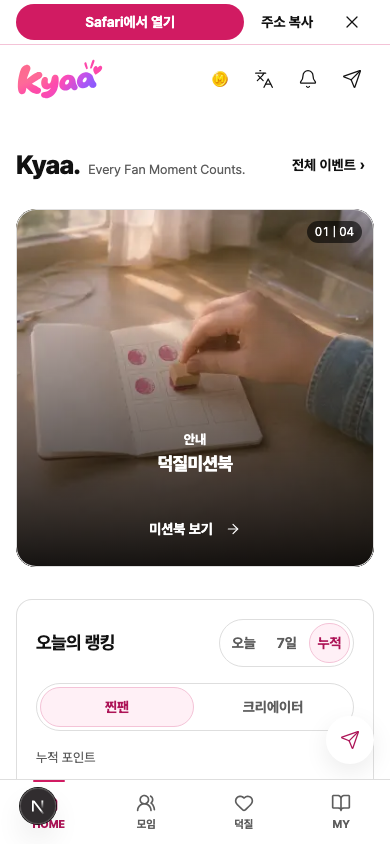 Safari에서 열기 주소 복사
Kyaa
Kyaa. Every Fan Moment Counts. 전체 이벤트 ›
01 | 04
안내
덕질미션북
미션북 보기 →
오늘의 랭킹 오늘 7일 누적
찐팬 크리에이터
누적 포인트
N
HOME 모임 덕질 MY